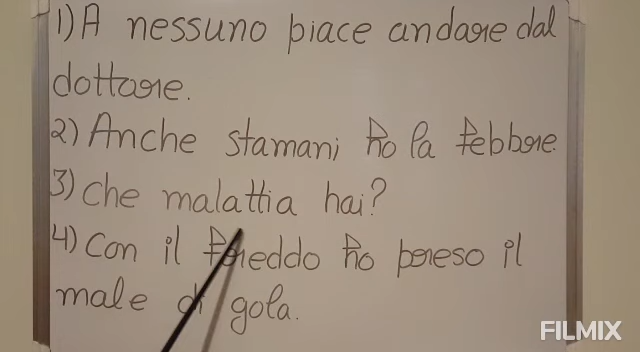 1) A nessuno piace andare dal
dottore.
2) Anche stamani ho la febbre.
3) Che malattia hai?
4) Con il freddo ho preso il
male di gola.
FILMIX